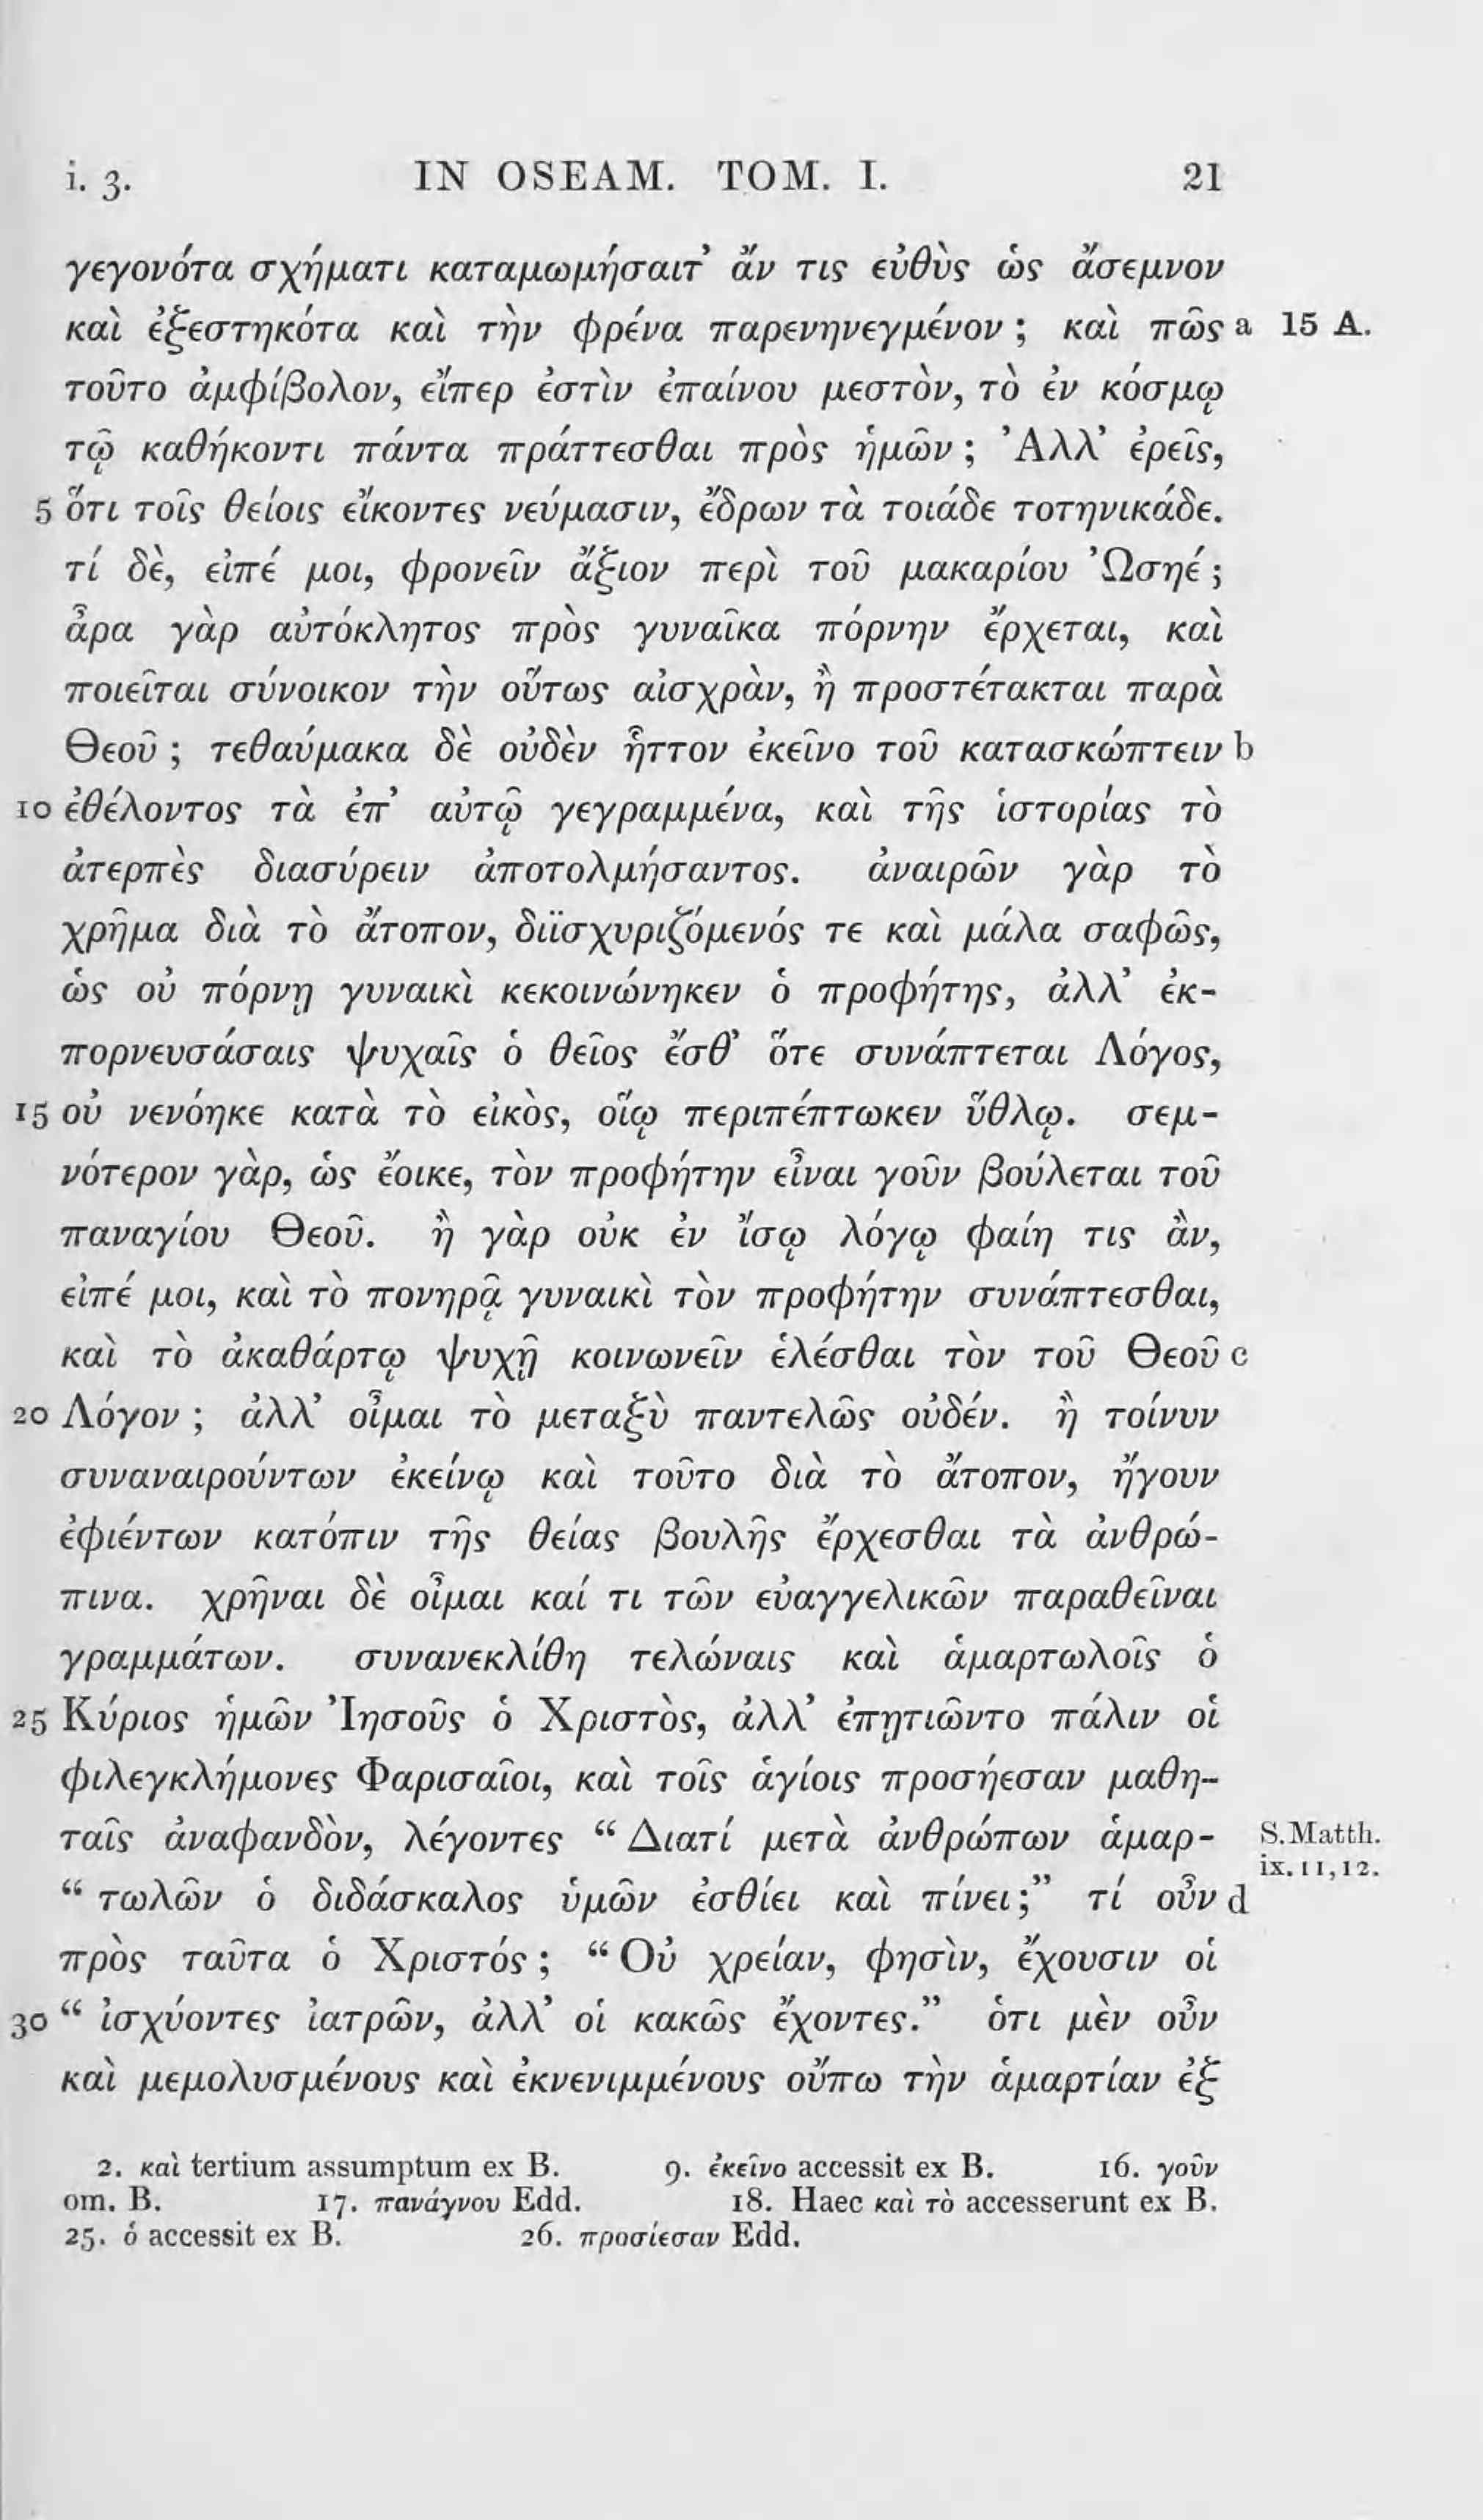 i. 3. IN OSEAM. TOM. I. 21
γεγονότα σχήματι καταμωμήσαιτ’ ἄν τις εὐθὺς ὡς ἄσεμνον
καὶ ἐξεστηκότα καὶ τὴν φρένα παρενηνεγμένον ; καὶ πῶς a 15 A.
τοῦτο ἀμφίβολον, εἴπερ ἐστὶν ἐπαίνου μεστὸν, τὸ ἐν κόσμῳ
τῷ καθήκοντι πάντα πράττεσθαι πρὸς ἡμῶν ; Ἀλλ’ ἐρεῖς,
5 ὅτι τοῖς θείοις εἴκοντες νεύμασιν, ἔδρων τὰ τοιάδε τοτηνικάδε.
τί δὲ, εἰπέ μοι, φρονεῖν ἄξιον περὶ τοῦ μακαρίου Ὠσηέ ;
ἆρα γὰρ αὐτόκλητος πρὸς γυναῖκα πόρνην ἔρχεται, καὶ
ποιεῖται σύνοικον τὴν οὕτως αἰσχρὰν, ἢ προστέτακται παρὰ
Θεοῦ ; τεθαύμακα δὲ οὐδὲν ἧττον ἐκεῖνο τοῦ κατασκώπτειν b
10 ἐθέλοντος τὰ ἐπ’ αὐτῷ γεγραμμένα, καὶ τῆς ἱστορίας τὸ
ἀτερπὲς διασύρειν ἀποτολμήσαντος. ἀναιρῶν γὰρ τὸ
χρῆμα διὰ τὸ ἄτοπον, διϊσχυριζόμενός τε καὶ μάλα σαφῶς,
ὡς οὐ πόρνῃ γυναικὶ κεκοινώνηκεν ὁ προφήτης, ἀλλ’ ἐκ-
πορνευσάσαις ψυχαῖς ὁ θεῖος ἔσθ’ ὅτε συνάπτεται Λόγος,
15 οὐ νενόηκε κατὰ τὸ εἰκὸς, οἵῳ περιπέπτωκεν ὕθλῳ. σεμ-
νότερον γὰρ, ὡς ἔοικε, τὸν προφήτην εἶναι γοῦν βούλεται τοῦ
παναγίου Θεοῦ. ἢ γὰρ οὐκ ἐν ἴσῳ λόγῳ φαίη τις ἂν,
εἰπέ μοι, καὶ τὸ πονηρᾷ γυναικὶ τὸν προφήτην συνάπτεσθαι,
καὶ τὸ ἀκαθάρτῳ ψυχῇ κοινωνεῖν ἑλέσθαι τὸν τοῦ Θεοῦ c
20 Λόγον ; ἀλλ’ οἶμαι τὸ μεταξὺ παντελῶς οὐδέν. ἢ τοίνυν
συναναιρούντων ἐκείνῳ καὶ τοῦτο διὰ τὸ ἄτοπον, ἤγουν
ἐφιέντων κατόπιν τῆς θείας βουλῆς ἔρχεσθαι τὰ ἀνθρώ-
πινα. χρῆναι δὲ οἶμαι καί τι τῶν εὐαγγελικῶν παραθεῖναι
γραμμάτων. συνανεκλίθη τελώναις καὶ ἁμαρτωλοῖς ὁ
25 Κύριος ἡμῶν Ἰησοῦς ὁ Χριστὸς, ἀλλ’ ἐπῃτιῶντο πάλιν οἱ
φιλεγκλήμονες Φαρισαῖοι, καὶ τοῖς ἁγίοις προσήεσαν μαθη-
ταῖς ἀναφανδὸν, λέγοντες “ Διατί μετὰ ἀνθρώπων ἁμαρ- S.Matth.
ix. 11, 12.
“ τωλῶν ὁ διδάσκαλος ὑμῶν ἐσθίει καὶ πίνει ;” τί οὖν d
πρὸς ταῦτα ὁ Χριστός ; “ Οὐ χρείαν, φησὶν, ἔχουσιν οἱ
30 “ ἰσχύοντες ἰατρῶν, ἀλλ’ οἱ κακῶς ἔχοντες.” ὅτι μὲν οὖν
καὶ μεμολυσμένους καὶ ἐκνενιμμένους οὔπω τὴν ἁμαρτίαν ἐξ
2. καὶ tertium assumptum ex B. 9. ἐκεῖνο accessit ex B. 16. γοῦν
om. B. 17. πανάγνου Edd. 18. Haec καὶ τὸ accesserunt ex B.
25. ὁ accessit ex B. 26. προσίεσαν Edd.